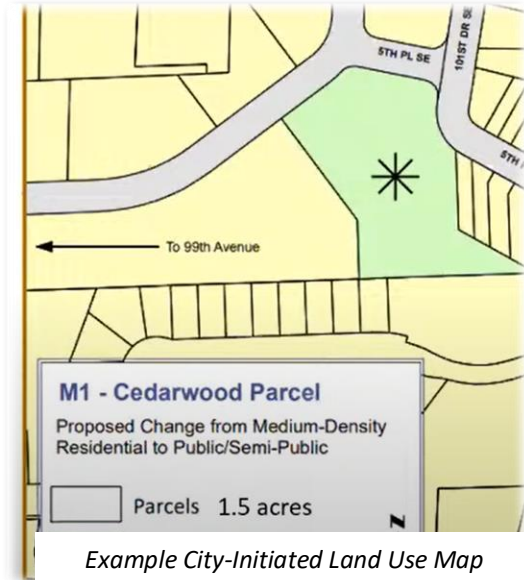 5TH PL SE
101ST DR SE
5TH
To 99th Avenue
M1 - Cedarwood Parcel
Proposed Change from Medium-Density
Residential to Public/Semi-Public
Parcels 1.5 acres
N
Example City-Initiated Land Use Map